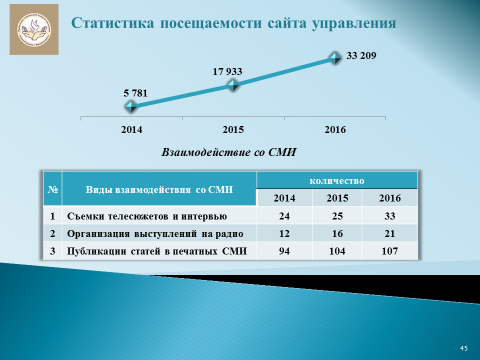 Статистика посещаемости сайта управления
33 209
17 933
5 781
2014 2015 2016
Взаимодействие со СМИ
№ Виды взаимодействия со СМИ количество
2014 2015 2016
1 Съемки телесюжетов и интервью 24 25 33
2 Организация выступлений на радио 12 16 21
3 Публикации статей в печатных СМИ 94 104 107
45